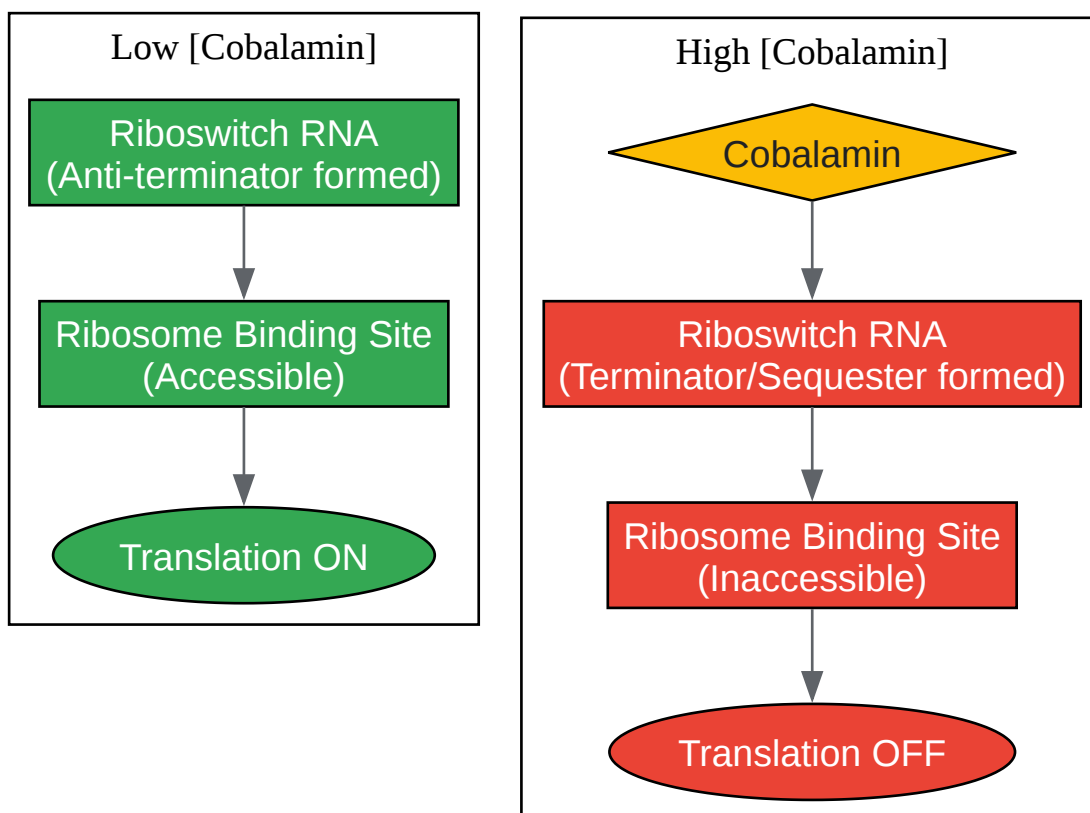 Low [Cobalamin]
Riboswitch RNA
(Anti-terminator formed)
Ribosome Binding Site
(Accessible)
Translation ON
High [Cobalamin]
Cobalamin
Riboswitch RNA
(Terminator/Sequester formed)
Ribosome Binding Site
(Inaccessible)
Translation OFF